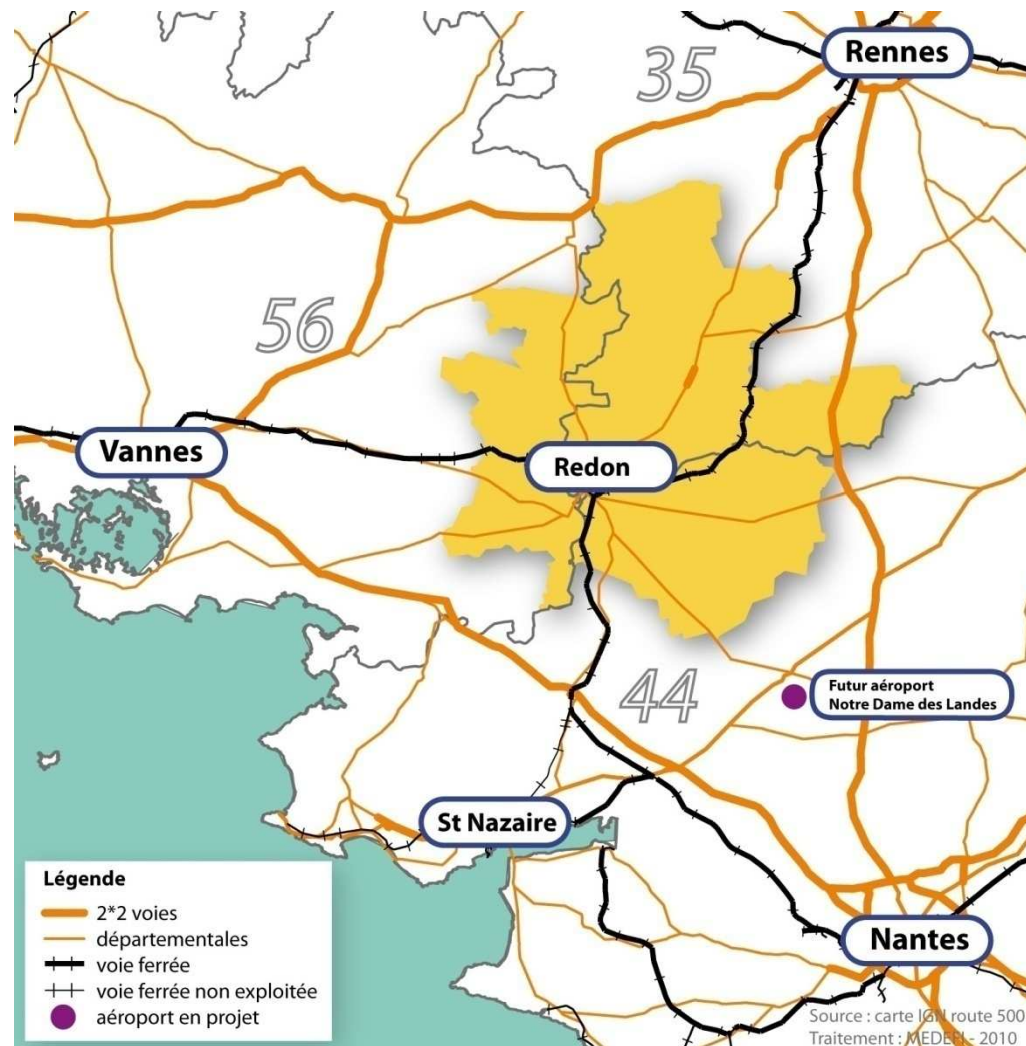 Rennes
35
56
Vannes
Redon
44
Futur aéroport
Notre Dame des Landes
St Nazaire
Nantes
Légende
2*2 voies
départementales
voie ferrée
voie ferrée non exploitée
aéroport en projet
Source : carte IGN route 500
Traitement : MEDEFI - 2010